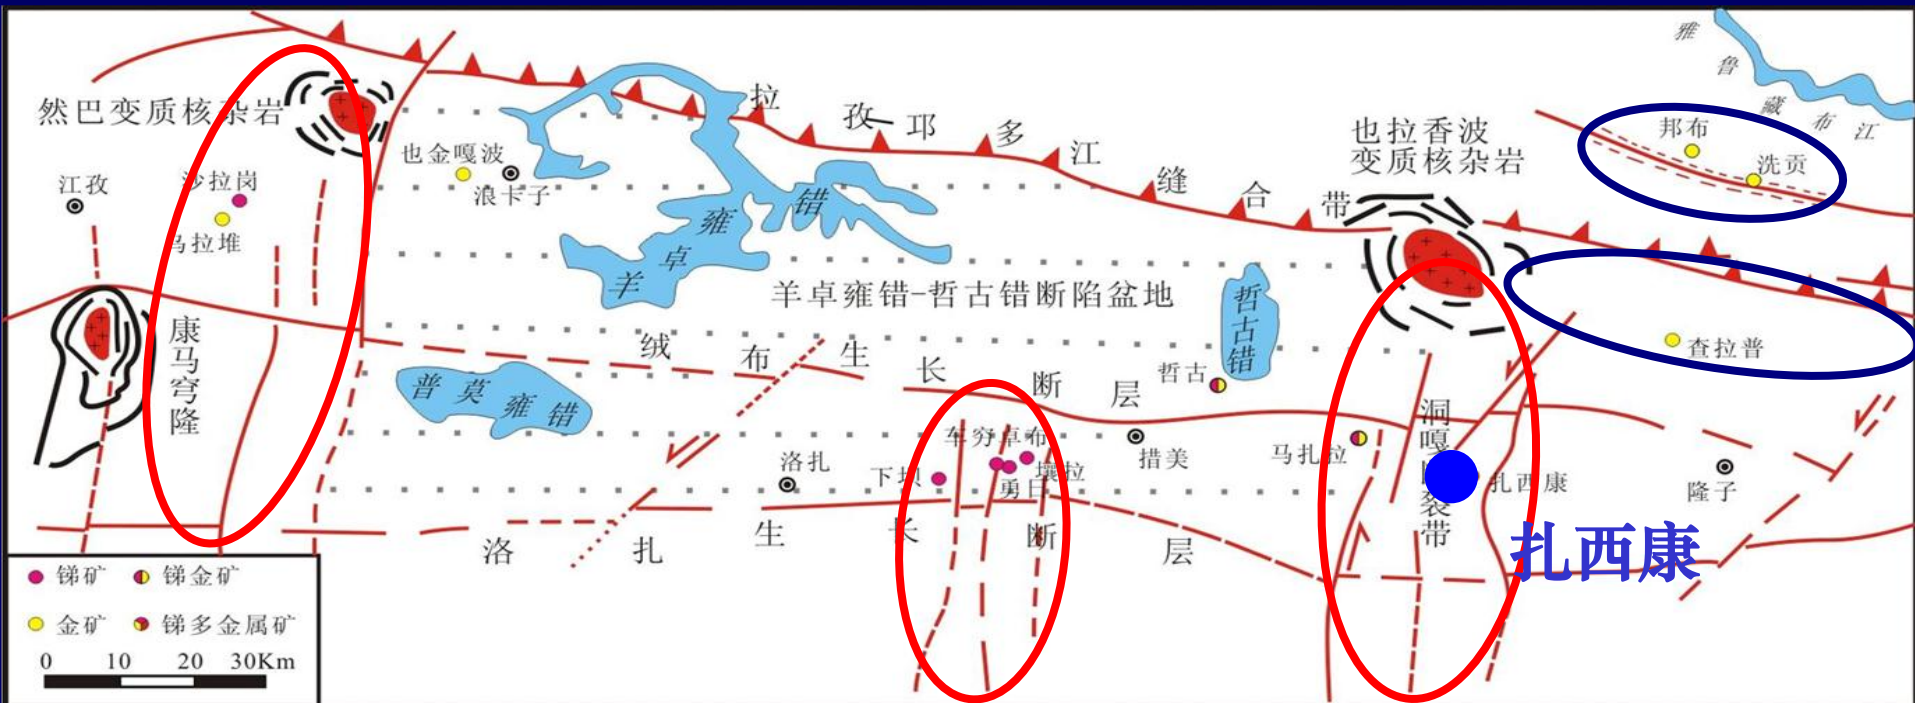 雅鲁藏布江
拉孜—邛多江缝合带
然巴变质核杂岩
也拉香波
变质核杂岩
邦布
洗贡
也金嘎波
浪卡子
江孜
沙拉岗
马拉堆
羊卓雍错
羊卓雍错-哲古错断陷盆地
哲古错
查拉普
康马穹隆
绒布生长断层
普莫雍错
哲古
洞嘎
裂带
车穷卓布
措美
马扎拉
洛扎
下坝
壤拉
勇日
扎西康
隆子
洛扎生长断层
扎西康
锑矿
锑金矿
金矿
锑多金属矿
0 10 20 30Km